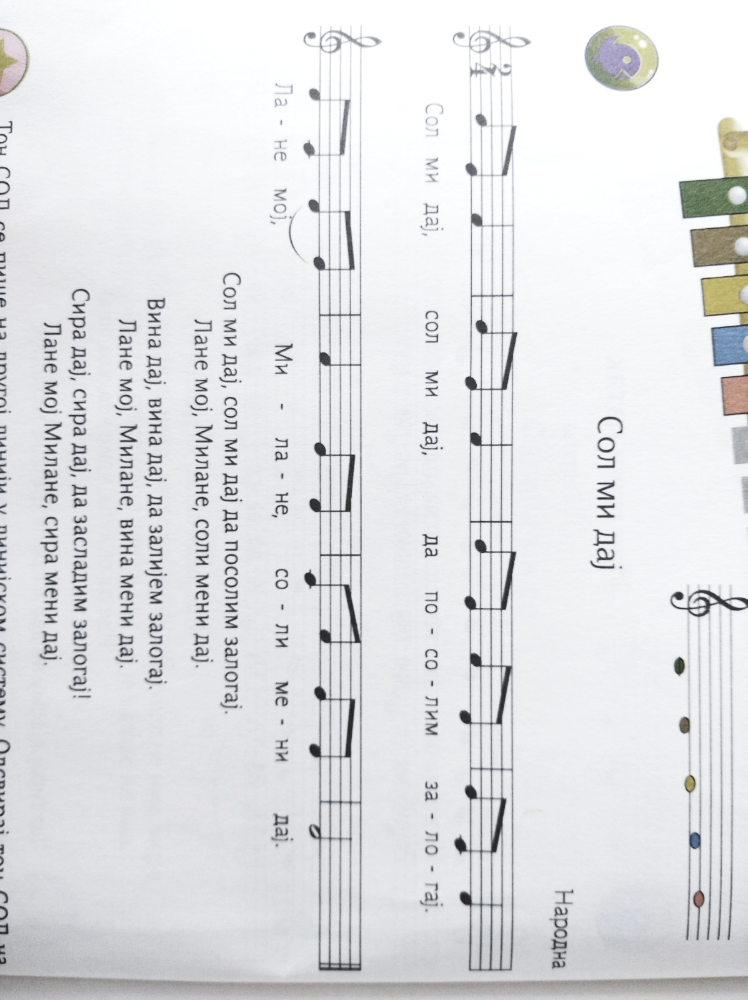 Сол ми дај
Народна
2
4
Сол ми дај, сол ми дај, да по - со - лим за - ло - гај.
Ла - не мој, Ми - ла - не, со - ли ме - ни дај.
Сол ми дај, сол ми дај да посолим залогај.
Лане мој, Милане, соли мени дај.
Вина дај, вина дај, да залијем залогај.
Лане мој, Милане, вина мени дај.
Сира дај, сира дај, да засладим залогај!
Лане мој Милане, сира мени дај.
Тон СОЛ се пише на другој линији у линијском систему. Одсвирај тон СОЛ на